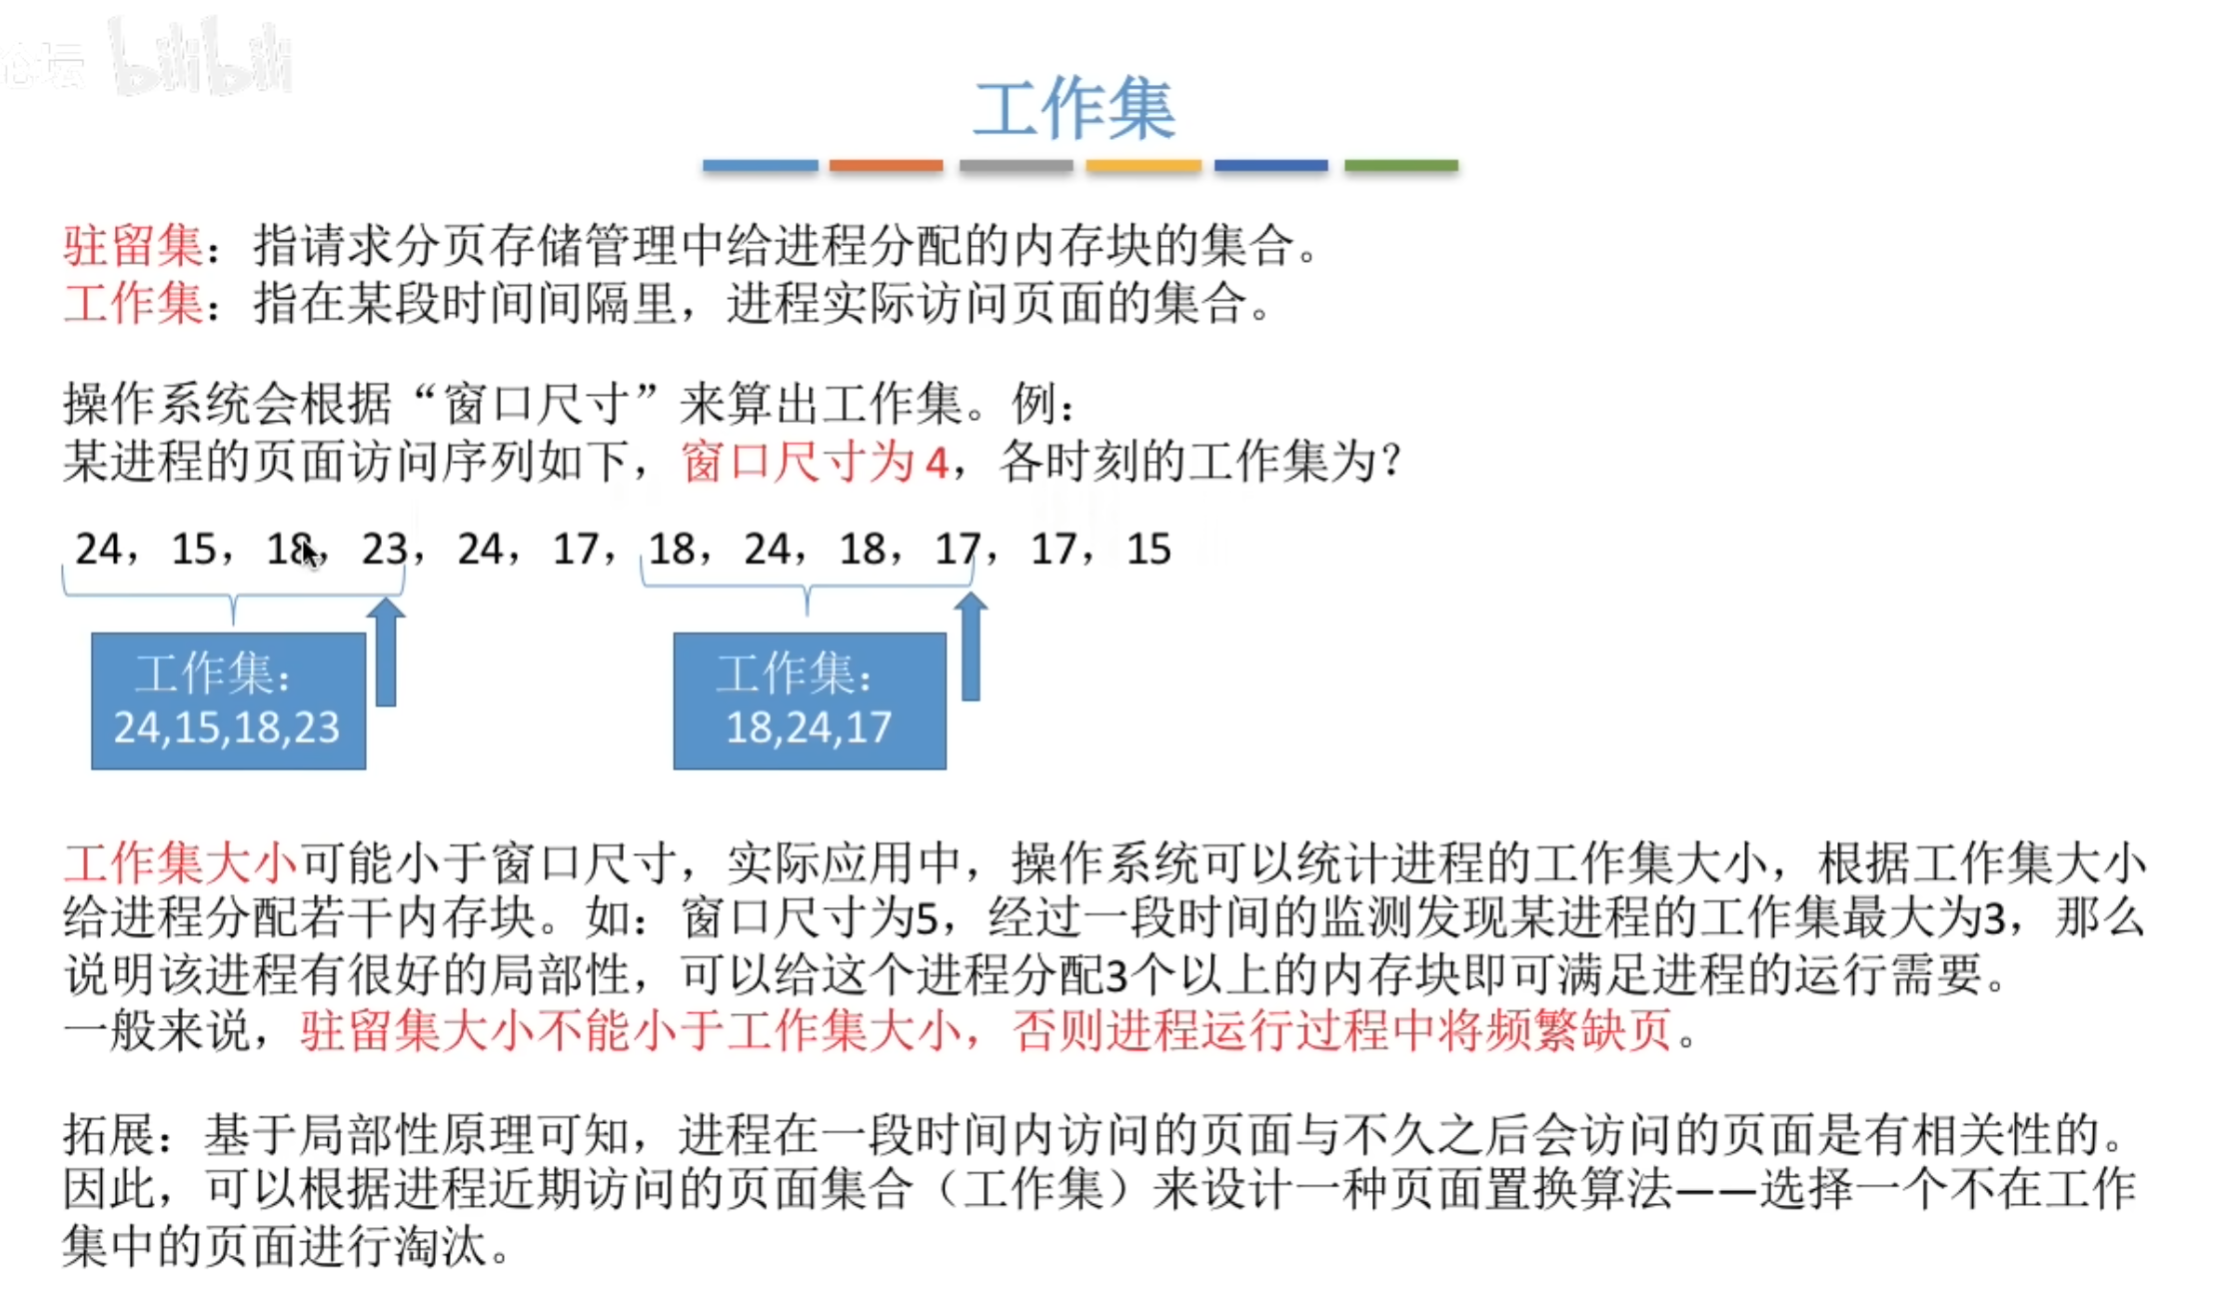 论坛 bilibili
工作集
驻留集：指请求分页存储管理中给进程分配的内存块的集合。
工作集：指在某段时间间隔里，进程实际访问页面的集合。
操作系统会根据“窗口尺寸”来算出工作集。例：
某进程的页面访问序列如下，窗口尺寸为 4，各时刻的工作集为？
24，15，18，23，24，17，18，24，18，17，17，15
工作集：
24,15,18,23
工作集：
18,24,17
工作集大小可能小于窗口尺寸，实际应用中，操作系统可以统计进程的工作集大小，根据工作集大小
给进程分配若干内存块。如：窗口尺寸为5，经过一段时间的监测发现某进程的工作集最大为3，那么
说明该进程有很好的局部性，可以给这个进程分配3个以上的内存块即可满足进程的运行需要。
一般来说，驻留集大小不能小于工作集大小，否则进程运行过程中将频繁缺页。
拓展：基于局部性原理可知，进程在一段时间内访问的页面与不久之后会访问的页面是有相关性的。
因此，可以根据进程近期访问的页面集合（工作集）来设计一种页面置换算法——选择一个不在工作
集中的页面进行淘汰。